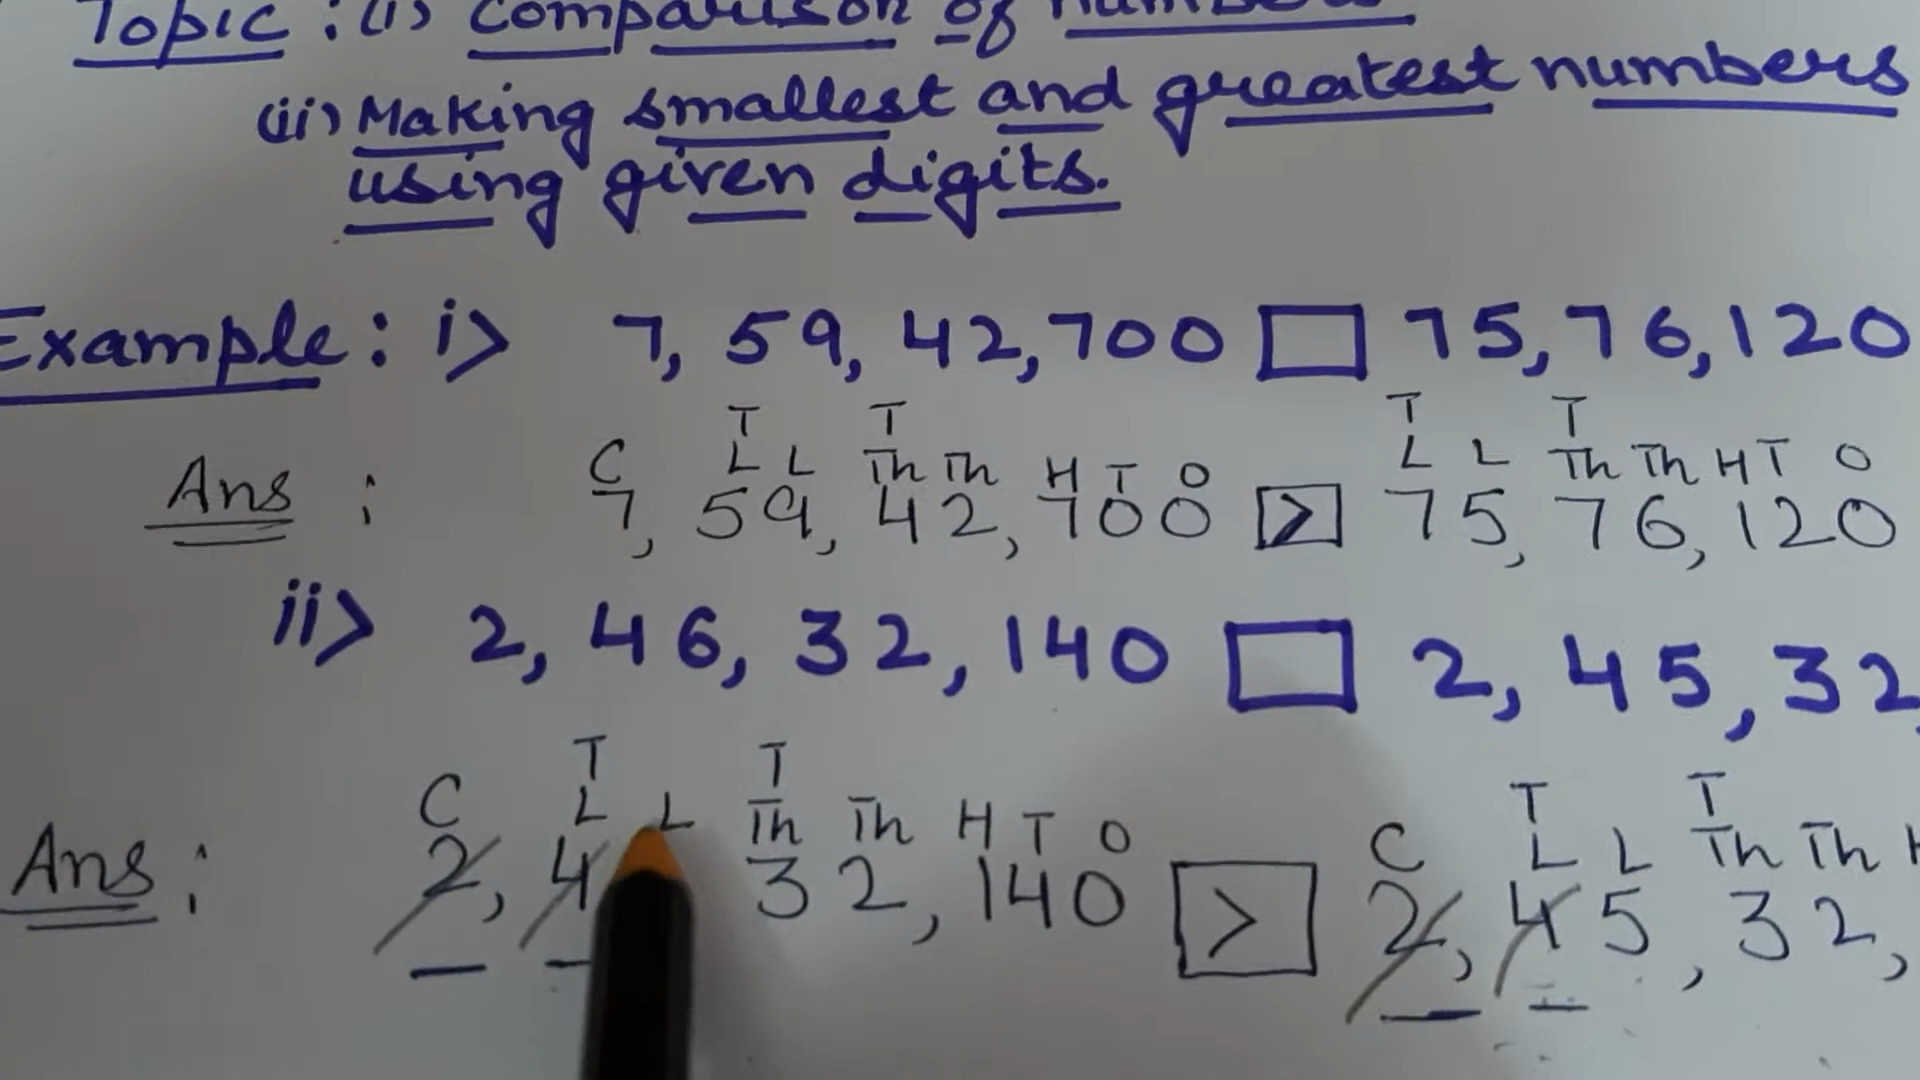 Topic : (i) Comparison of numbers
(ii) Making smallest and greatest numbers
using given digits.
Example : i> 7, 59, 42, 700 □ 75, 76, 120
T T T T
C L L Th Th H T O L L Th Th H T O
Ans : 7, 59, 42, 700 > 75, 76, 120
ii> 2, 46, 32, 140 □ 2, 45, 32,
T T T T
C L L Th Th H T O C L L Th Th H
Ans : 2, 4 32, 140 > 2, 45, 32,